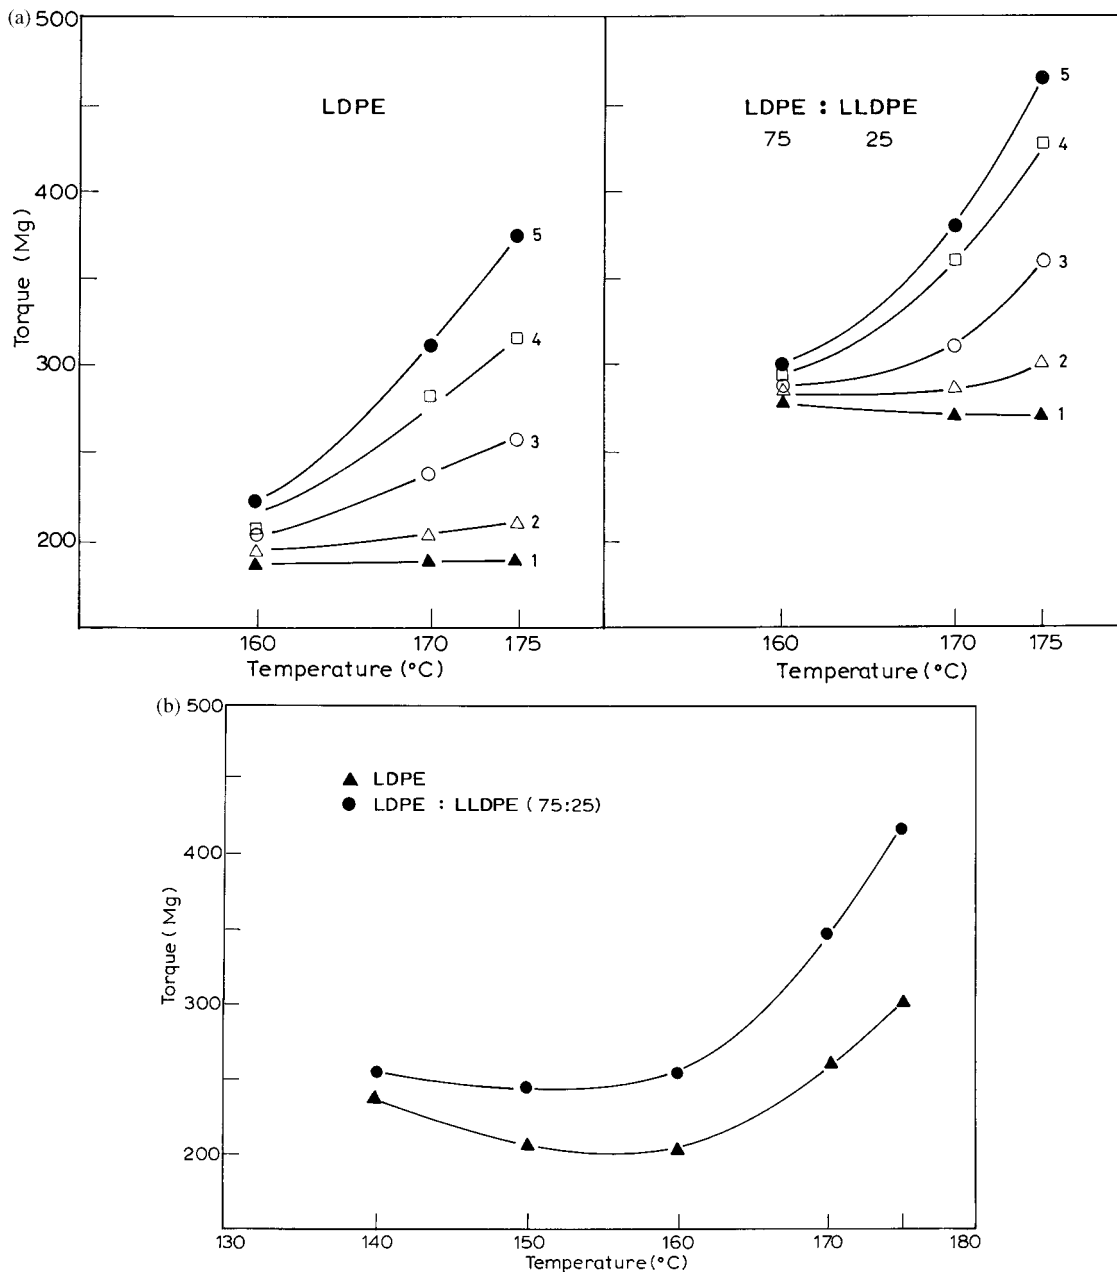 (a) 500
400
300
200
Torque (Mg)
LDPE
5
4
3
2
1
160 170 175
Temperature (°C)
LDPE : LLDPE
75 25
5
4
3
2
1
160 170 175
Temperature (°C)
(b) 500
400
300
200
Torque (Mg)
▲ LDPE
● LDPE : LLDPE (75:25)
130 140 150 160 170 180
Temperature (°C)